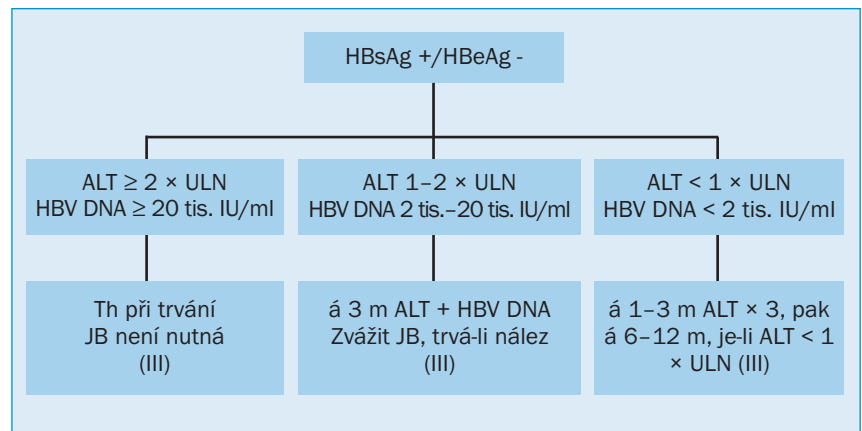 HBsAg +/HBeAg -
ALT ≥ 2 × ULN
HBV DNA ≥ 20 tis. IU/ml
ALT 1–2 × ULN
HBV DNA 2 tis.–20 tis. IU/ml
ALT < 1 × ULN
HBV DNA < 2 tis. IU/ml
Th při trvání
JB není nutná
(III)
á 3 m ALT + HBV DNA
Zvážit JB, trvá-li nález
(III)
á 1–3 m ALT × 3, pak
á 6–12 m, je-li ALT < 1
× ULN (III)